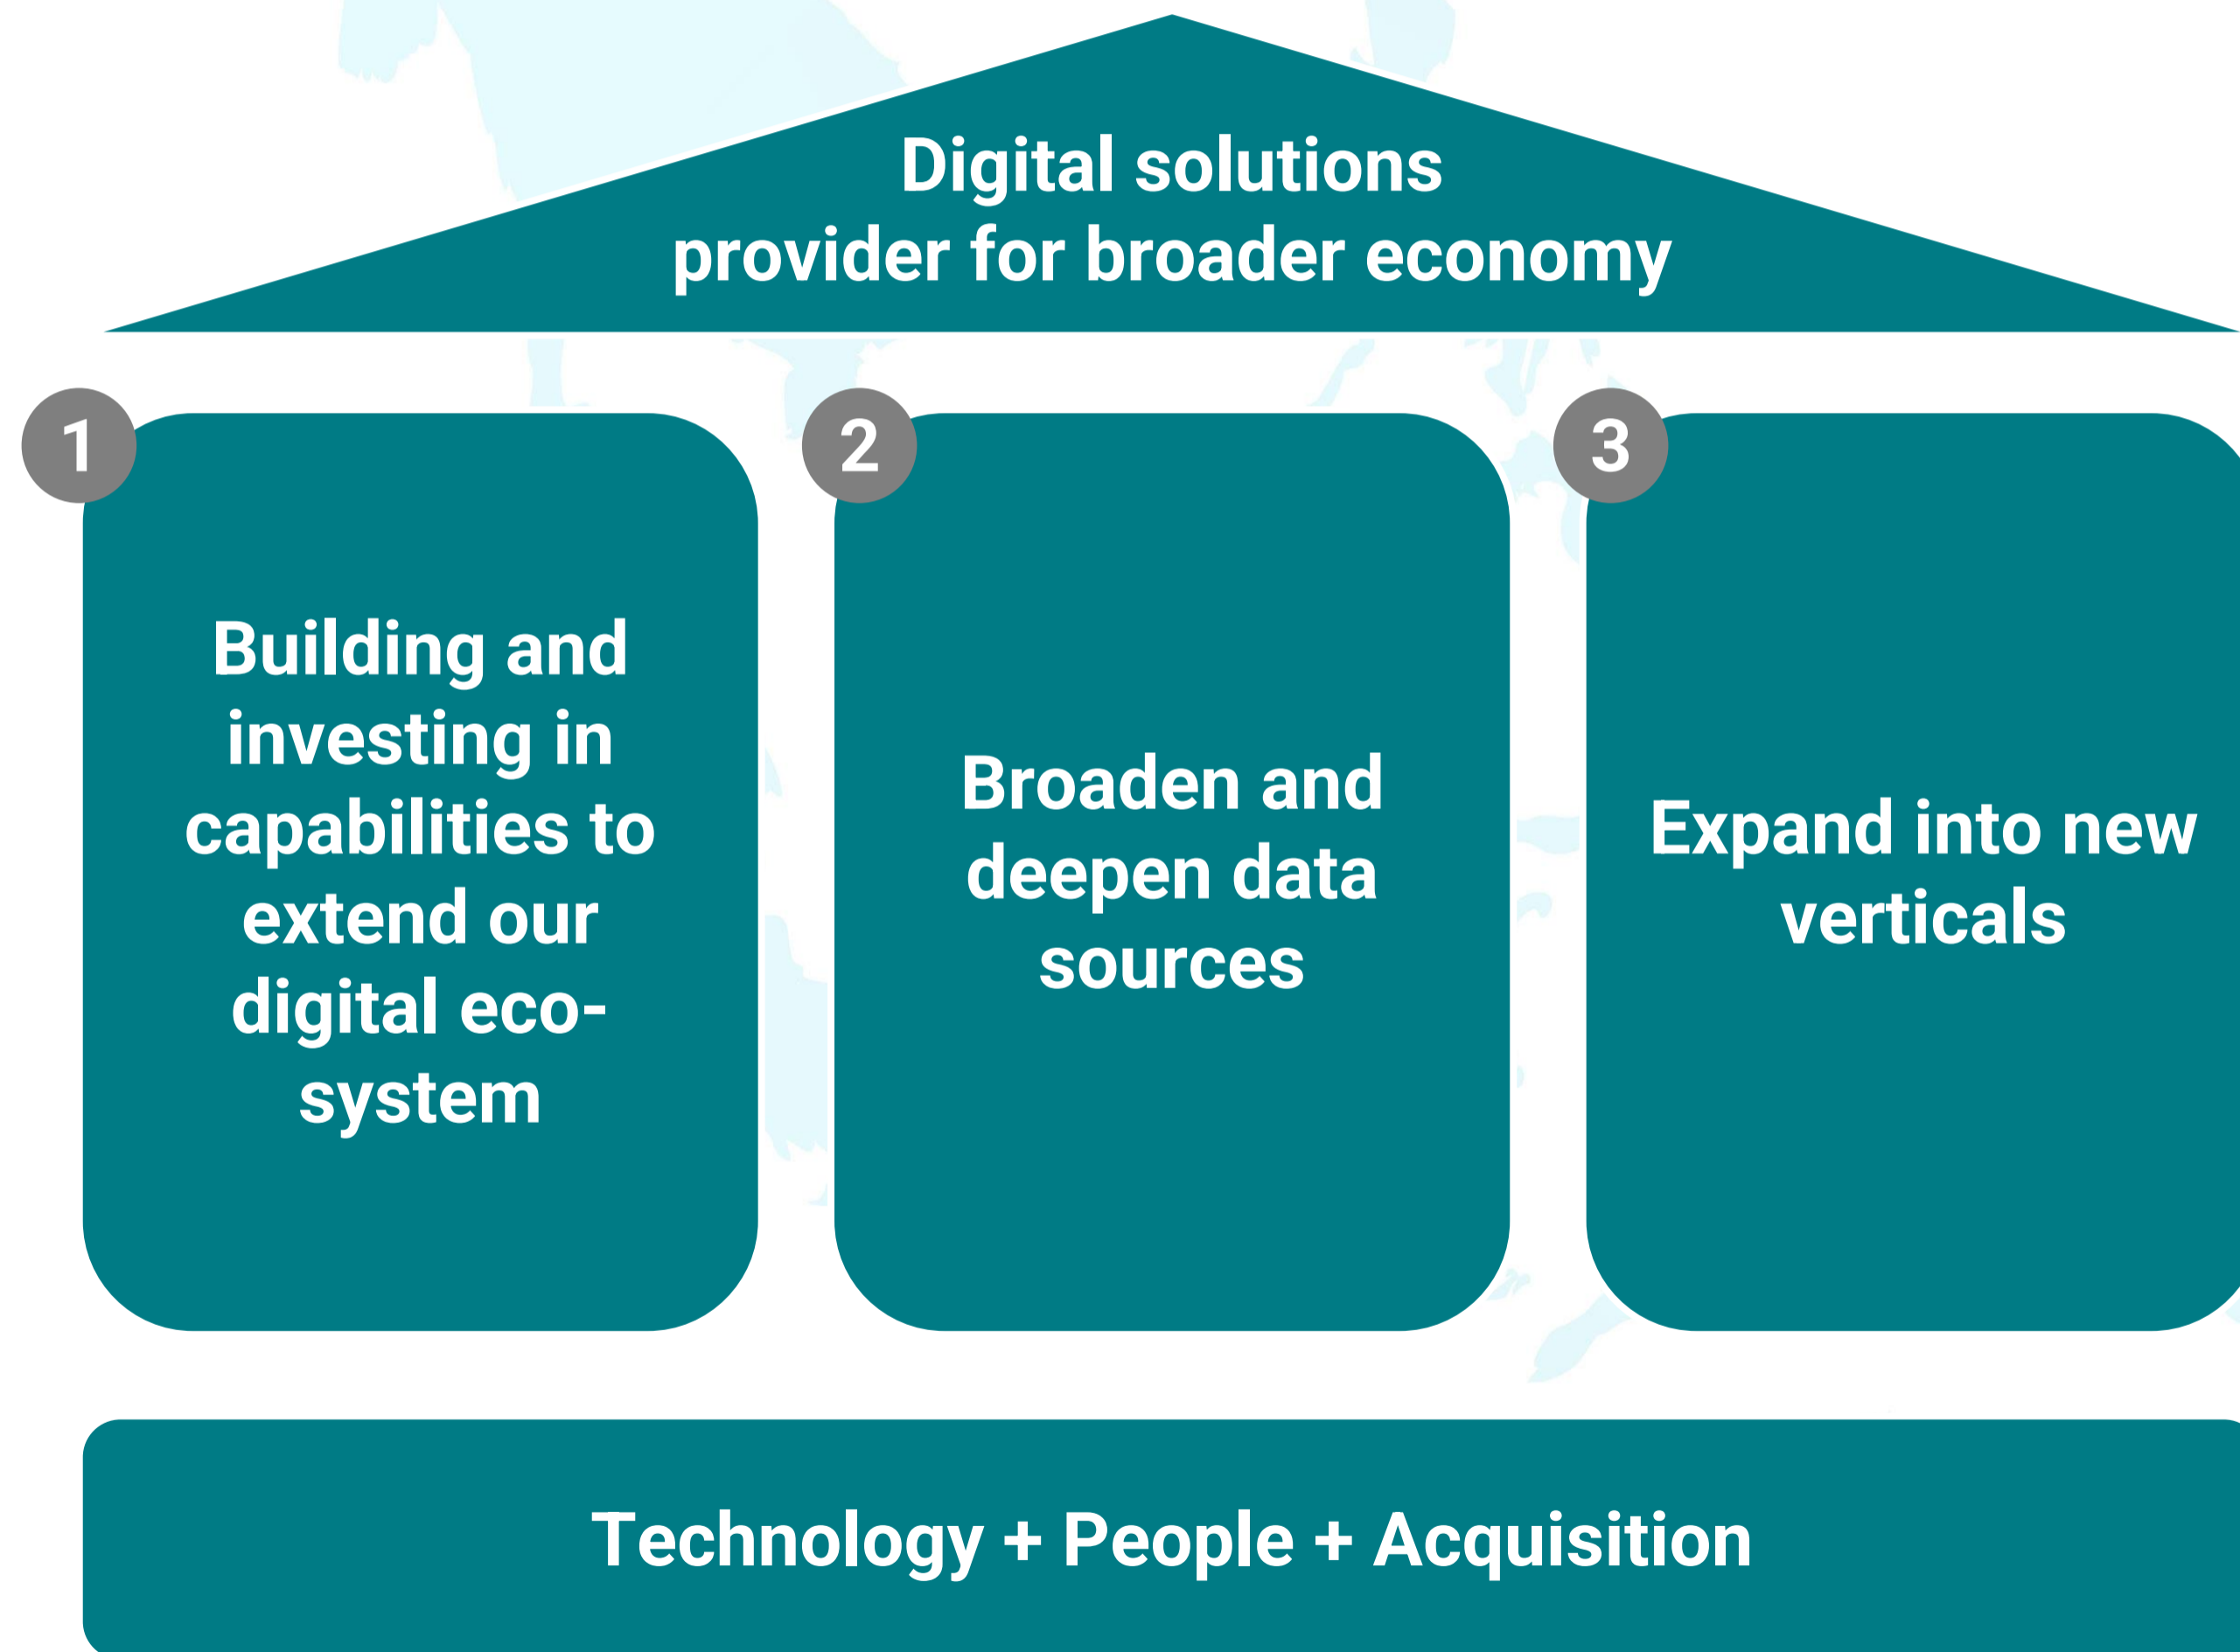 Digital solutions
provider for broader economy
1
Building and
investing in
capabilities to
extend our
digital eco-
system
2
Broaden and
deepen data
sources
3
Expand into new
verticals
Technology + People + Acquisition